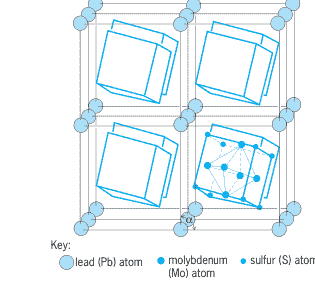 α
Key:
lead (Pb) atom
molybdenum
(Mo) atom
sulfur (S) atom